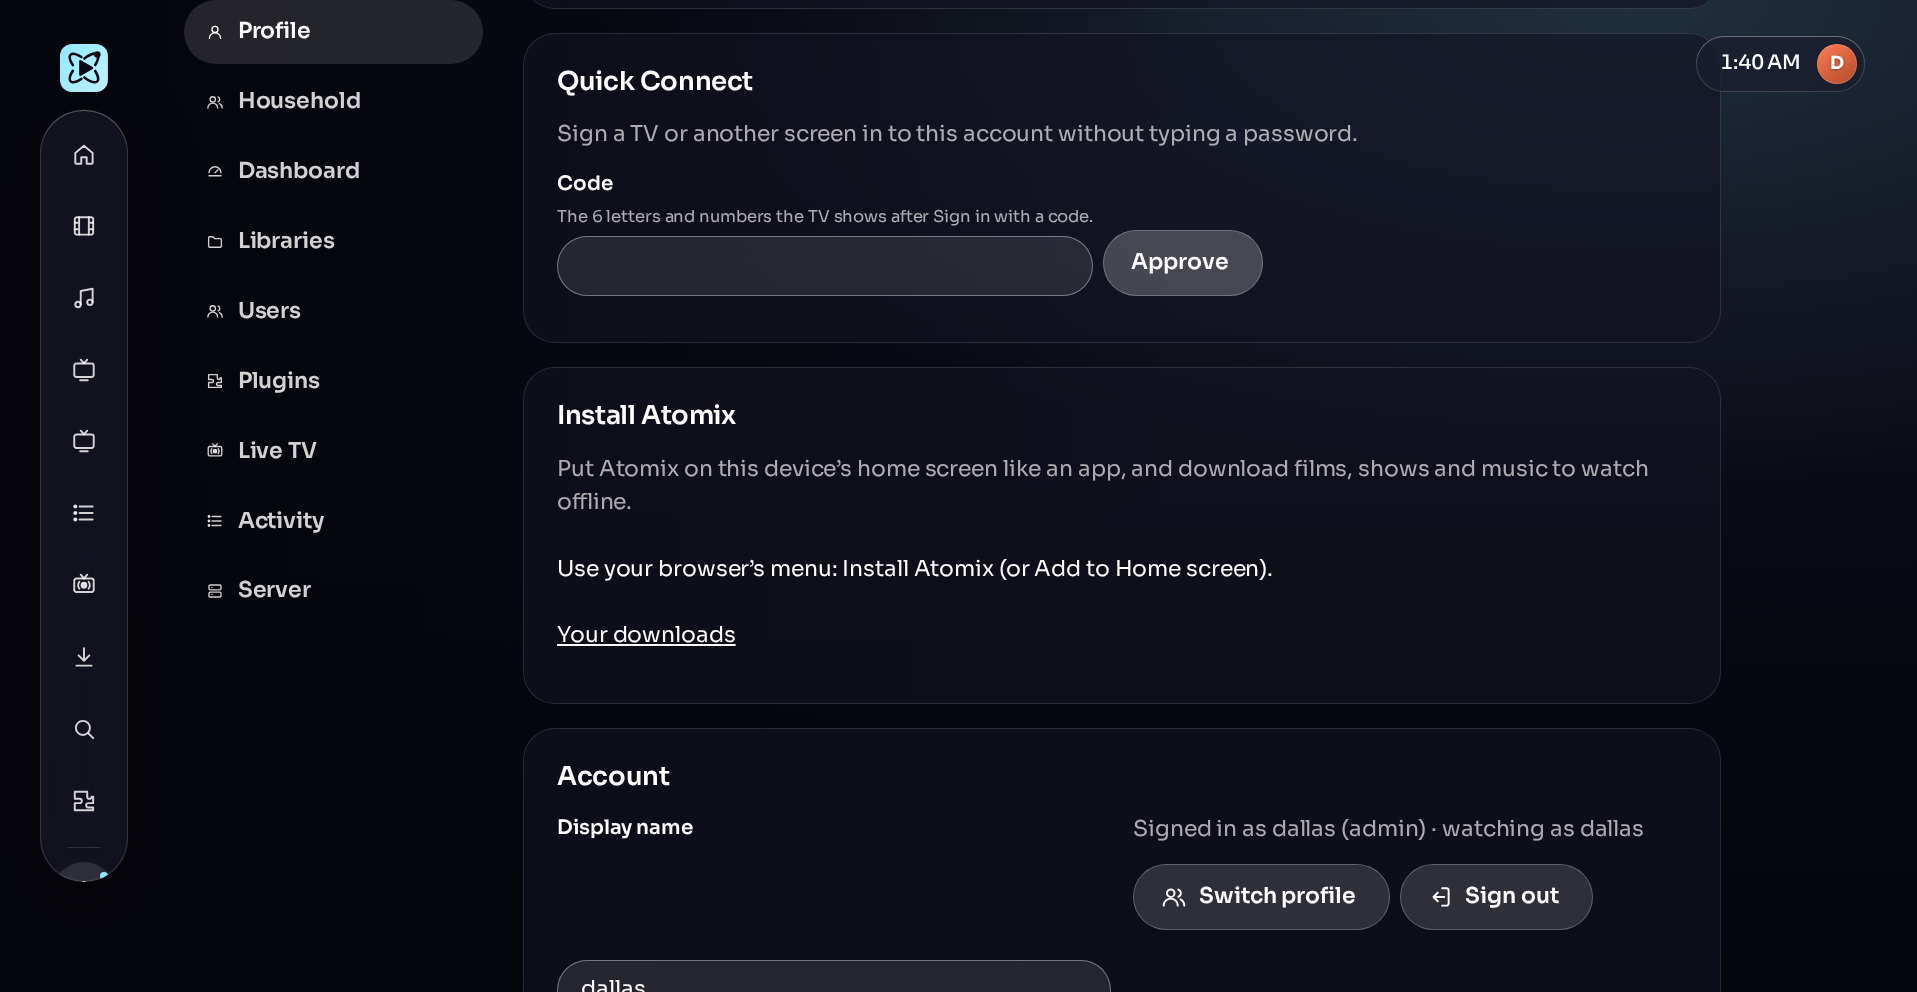 Profile
Household
Dashboard
Libraries
Users
Plugins
Live TV
Activity
Server
1:40 AM
D
Quick Connect
Sign a TV or another screen in to this account without typing a password.
Code
The 6 letters and numbers the TV shows after Sign in with a code.
Approve
Install Atomix
Put Atomix on this device’s home screen like an app, and download films, shows and music to watch
offline.
Use your browser’s menu: Install Atomix (or Add to Home screen).
Your downloads
Account
Display name
Signed in as dallas (admin) · watching as dallas
Switch profile
Sign out
dallas